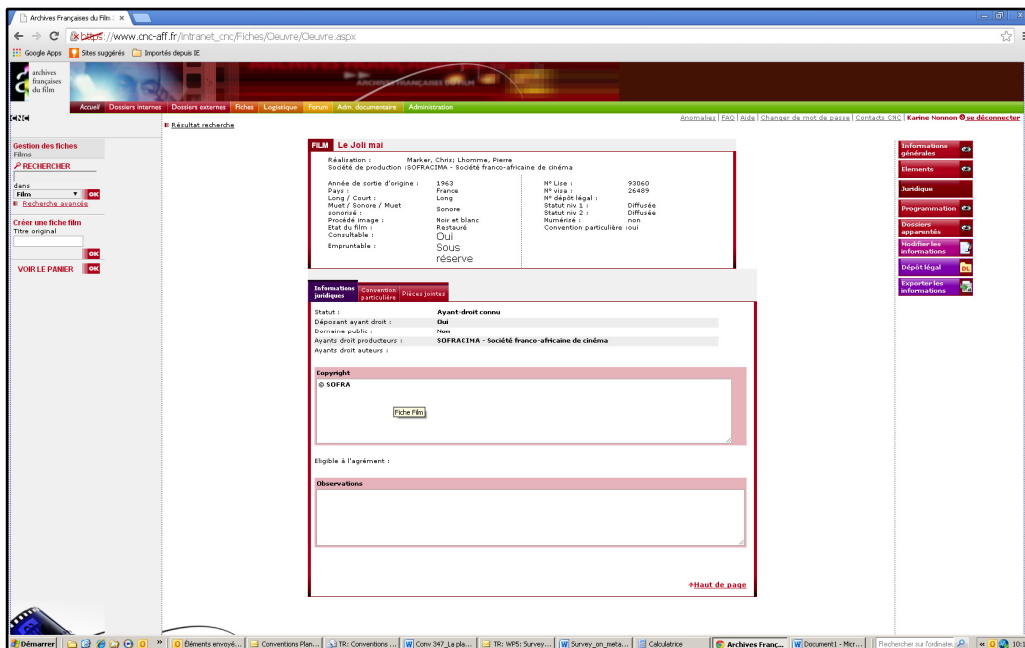 Archives Françaises du Film :
https://www.cnc-aff.fr/Intranet_cnc/Fiches/Oeuvre/Oeuvre.aspx
Google Apps Sites suggérés Importés depuis IE
archives
françaises
du film
ARCHIVES FRANÇAISES DU FILM
Accueil Dossiers internes Dossiers externes Fiches Logistique Forum Adm. documentaire Administration
CNC
Anomalies | FAQ | Aide | Changer de mot de passe | Contacts CNC | Karine Nonnon se déconnecter
Résultat recherche
Gestion des fiches
Films
RECHERCHER
dans
Film OK
Recherche avancée
Créer une fiche film
Titre original
OK
VOIR LE PANIER OK
FILM Le Joli mai
Réalisation : Marker, Chris; Lhomme, Pierre
Société de production :SOFRACIMA - Société franco-africaine de cinéma
Année de sortie d'origine : 1963
Pays : France
Long / Court : Long
Muet / Sonore / Muet sonorisé : Sonore
Procédé image : Noir et blanc
Etat du film : Restauré
Consultable : Oui
Empruntable : Sous réserve
N° Lise : 93060
N° visa : 26489
N° dépôt légal :
Statut niv 1 : Diffusée
Statut niv 2 : Diffusée
Numérisé : non
Convention particulière :oui
Informations juridiques
Convention particulière
Pièces jointes
Statut : Ayant-droit connu
Déposant ayant droit : Oui
Domaine public : Non
Ayants droit producteurs : SOFRACIMA - Société franco-africaine de cinéma
Ayants droit auteurs :
Copyright
© SOFRA
Fiche Film
Eligible à l'agrément :
Observations
Haut de page
Informations générales
Elements
Juridique
Programmation
Dossiers apparentés
Modifier les informations
Dépôt légal DL
Exporter les informations
Démarrer » Éléments envoyé... Conventions Plan... TR: Conventions ... Conv 347_La pla... TR: WP5: Survey... Survey_on_meta... Calculatrice Archives Franç... Document1 - Micr... Rechercher sur l'ordinateur «